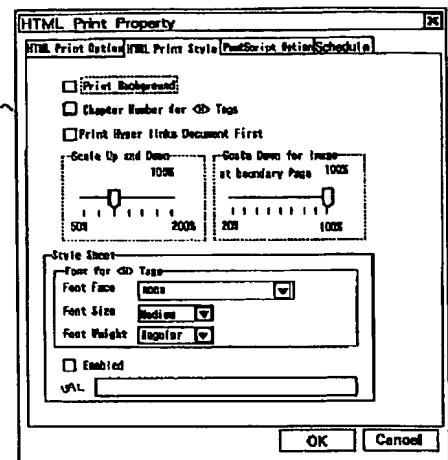 HTML Print Property
HTML Print Option HTML Print Style PostScript Option Schedule
Print Background
Chapter Number for <H> Tags
Print Hyper links Document First
Scale Up and Down
100%
50% 200%
Scale Down for Image
at boundary Page 100%
20% 100%
Style Sheet
Font for <H> Tags
Font Face none
Font Size Medium
Font Weight Regular
Enabled
URL
OK Cancel